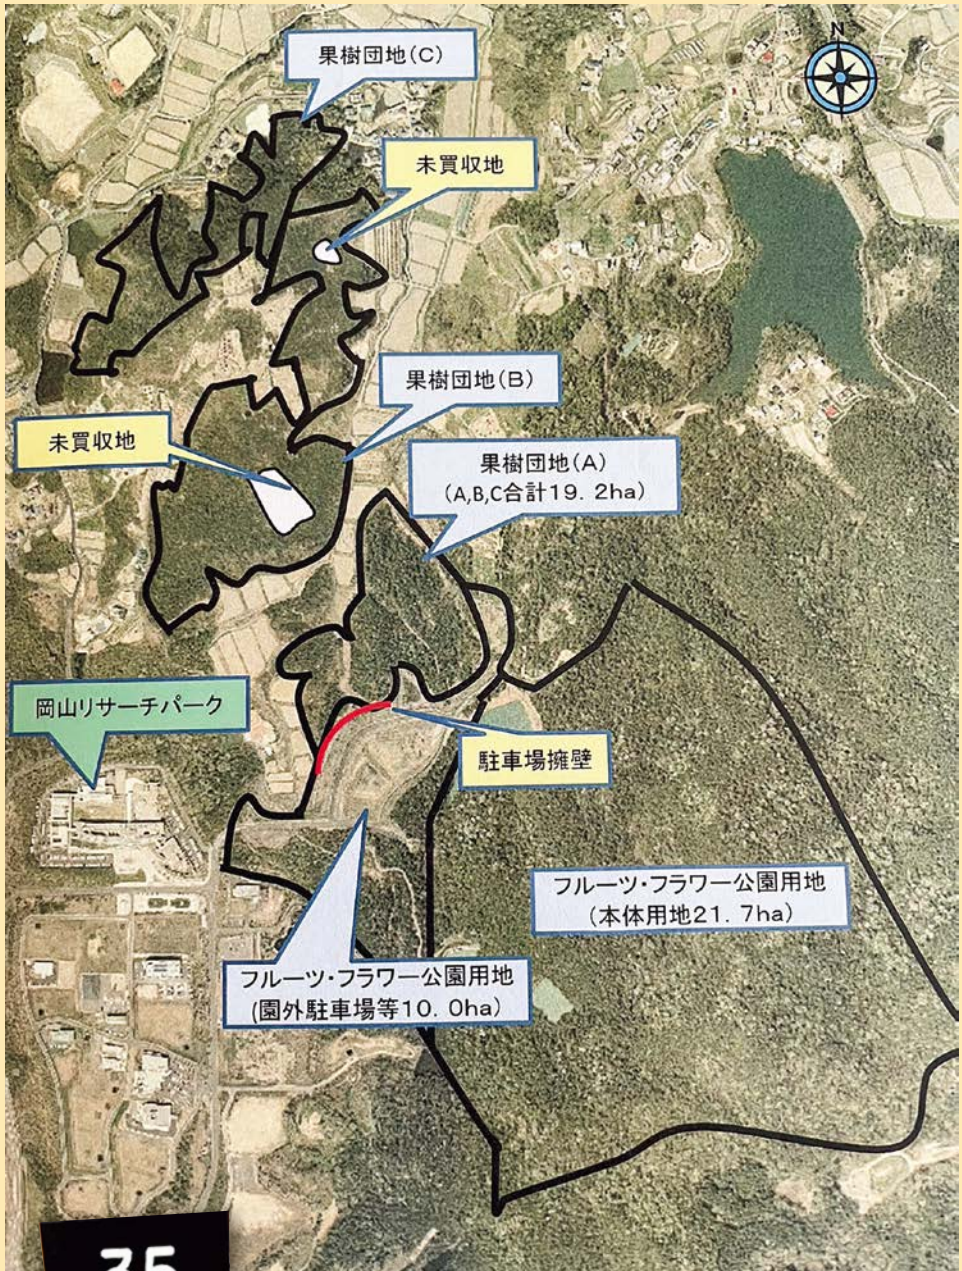 N
果樹団地(C)
未買収地
果樹団地(B)
未買収地
果樹団地(A)
(A,B,C合計19.2ha)
岡山リサーチパーク
駐車場擁壁
フルーツ・フラワー公園用地
(本体用地21.7ha)
フルーツ・フラワー公園用地
(園外駐車場等10.0ha)
35